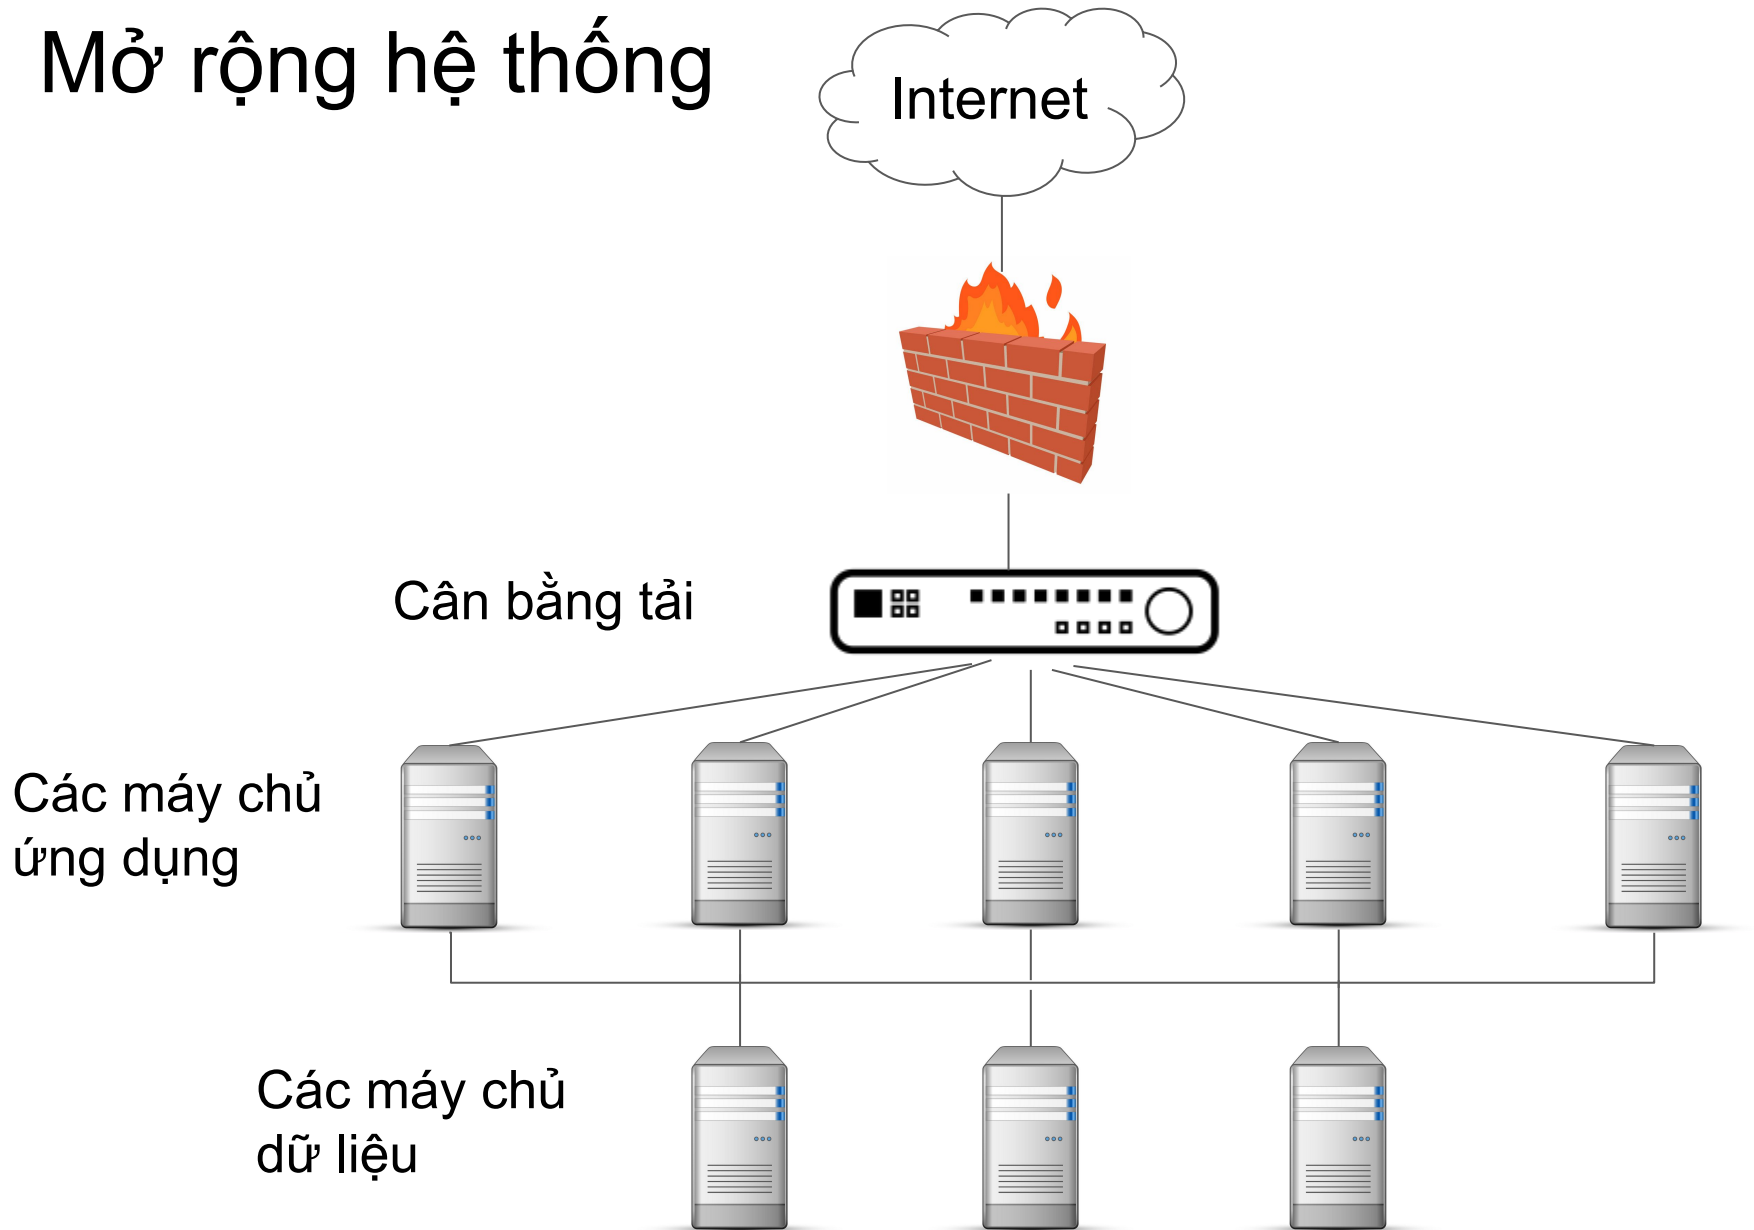 Mở rộng hệ thống
Internet
Cân bằng tải
Các máy chủ
ứng dụng
Các máy chủ
dữ liệu